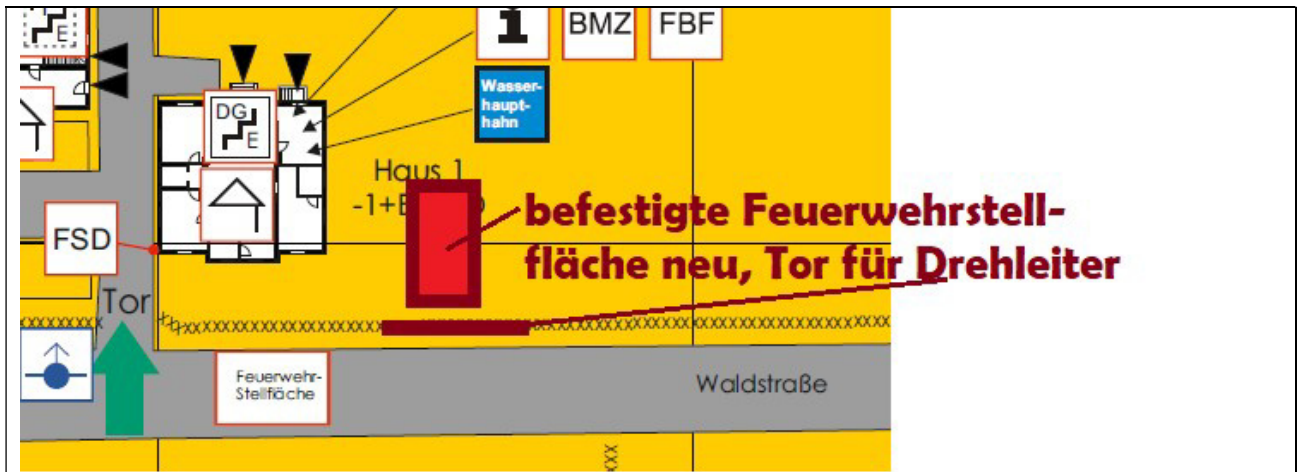 E
i
BMZ
FBF
Wasser-
haupt-
hahn
DG
E
Haus 1
befestigte Feuerwehrstell-
fläche neu, Tor für Drehleiter
FSD
Tor
xxxxxxxxxxxxxxxxxxxxxxxxxxxxxxxxxxxxxxxx
Feuerwehr-
Stellfläche
Waldstraße